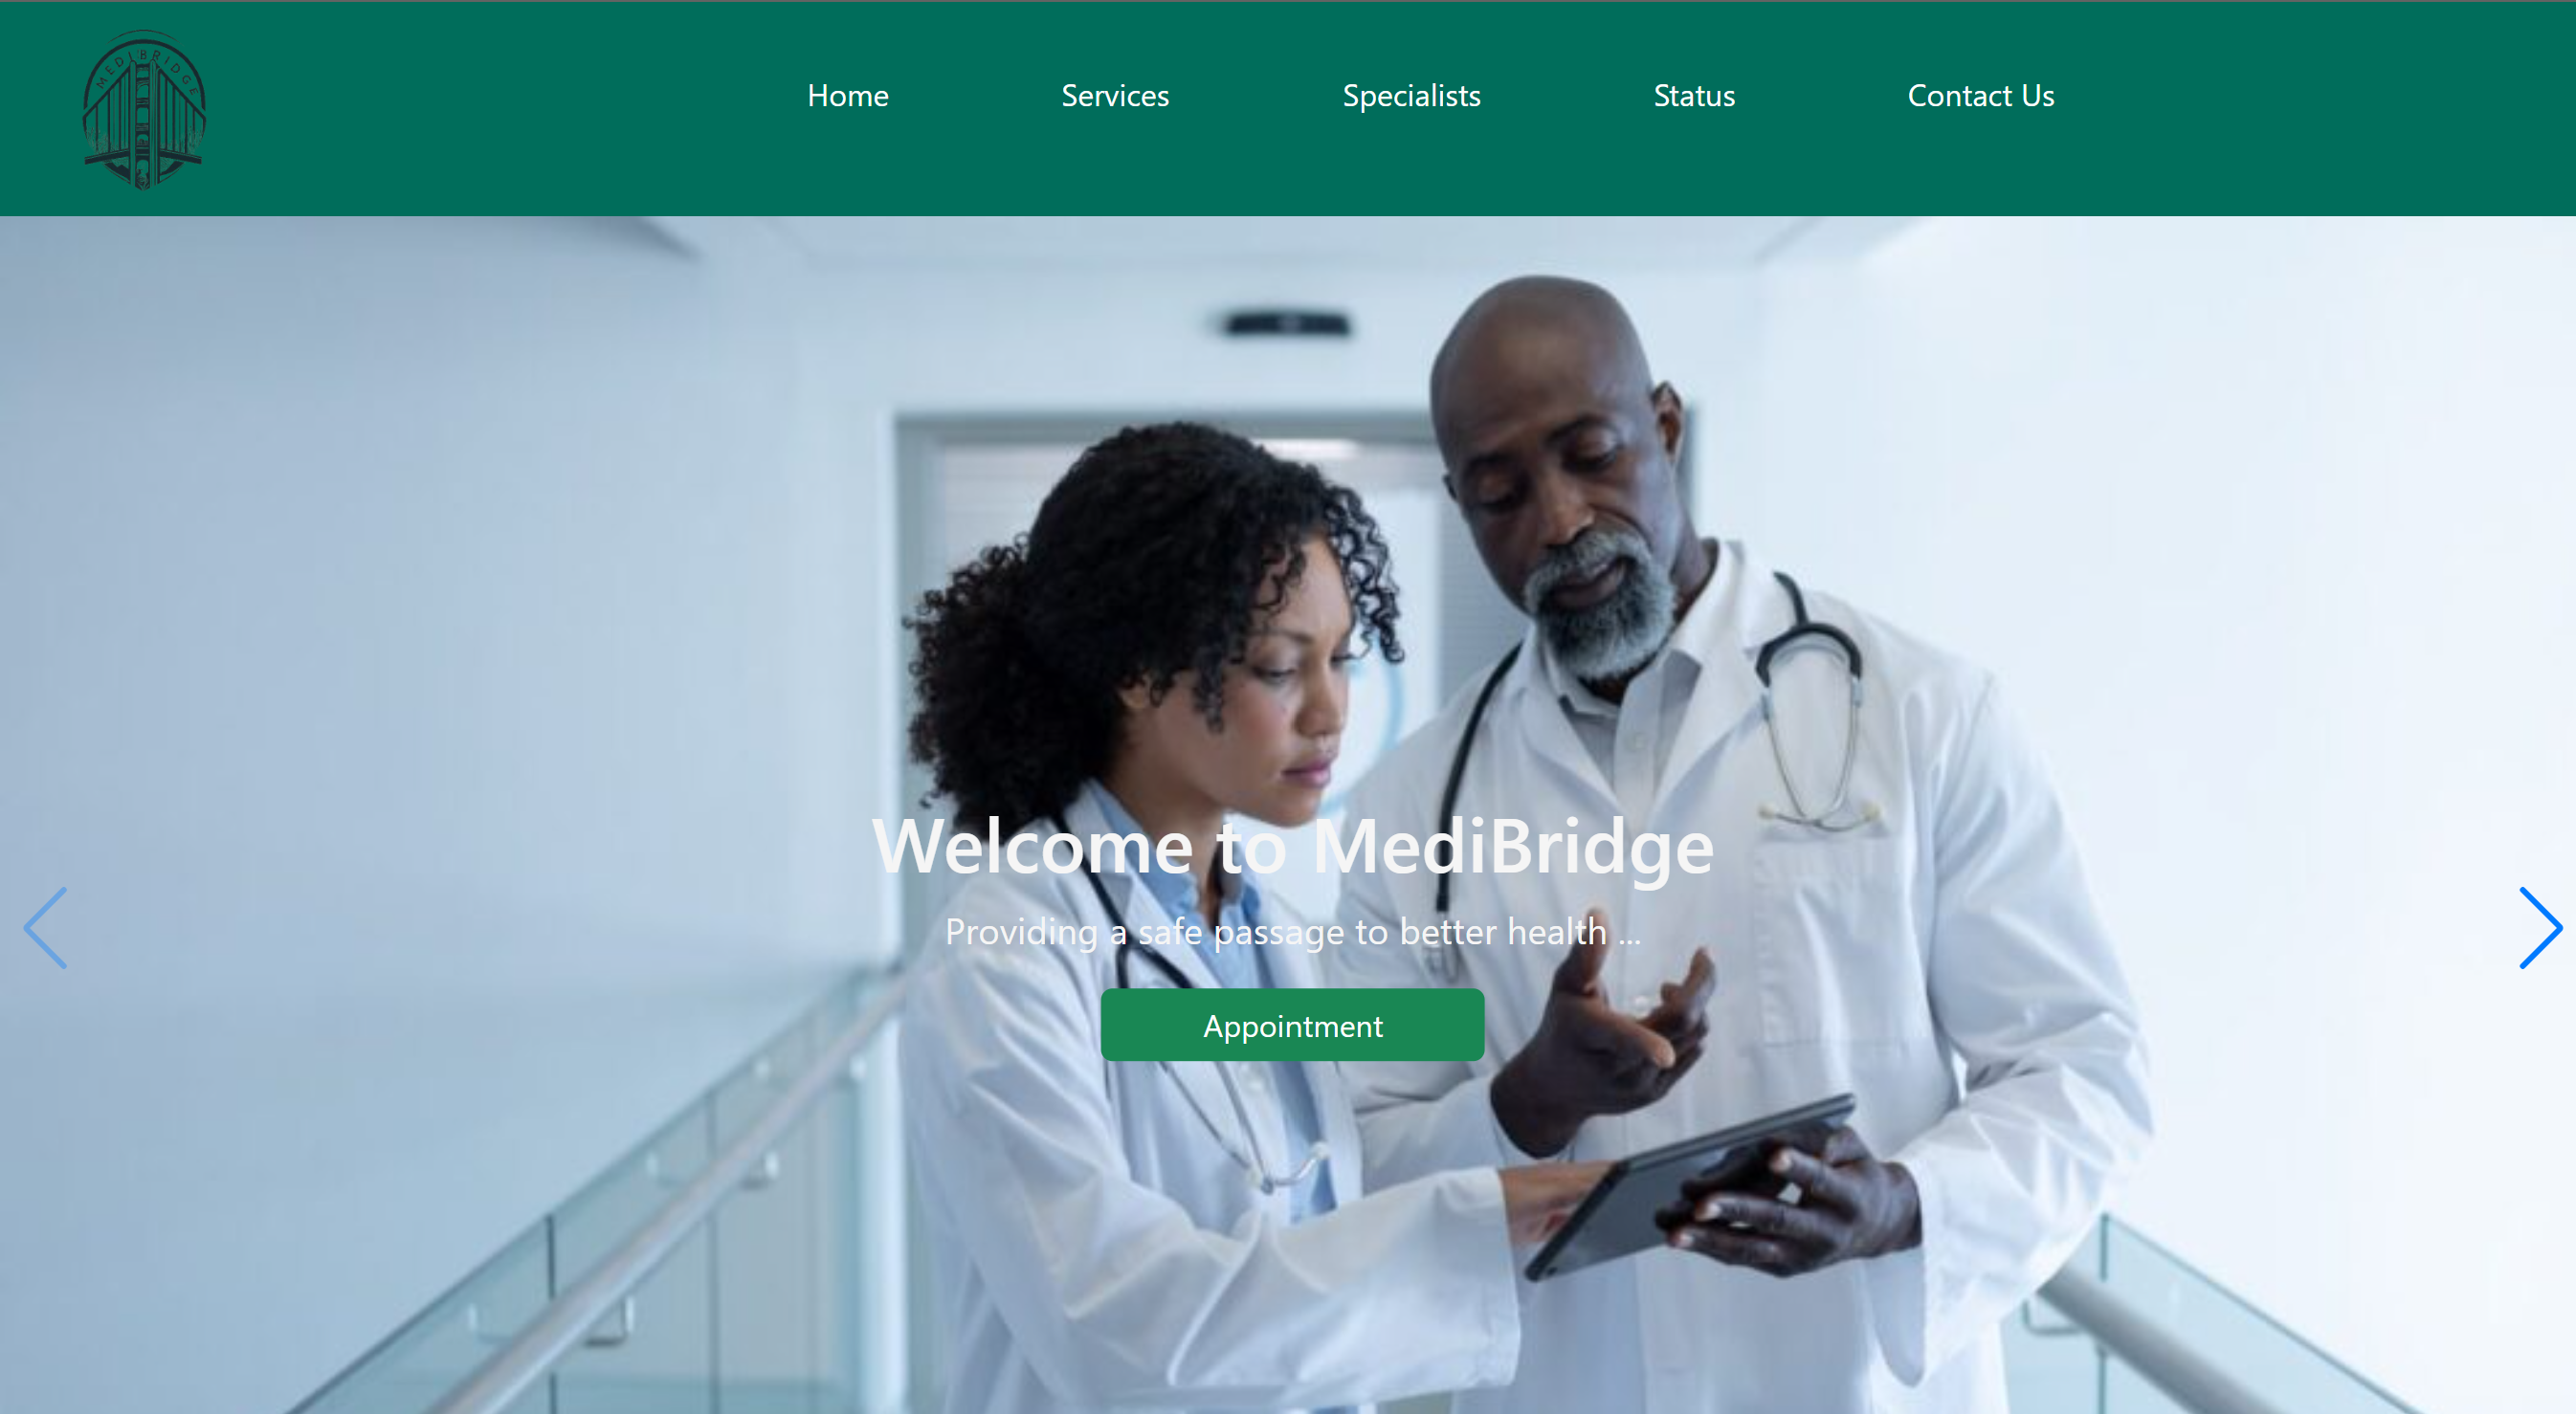 MEDIBRIDGE
Home Services Specialists Status Contact Us
Welcome to MediBridge
Providing a safe passage to better health ...
Appointment